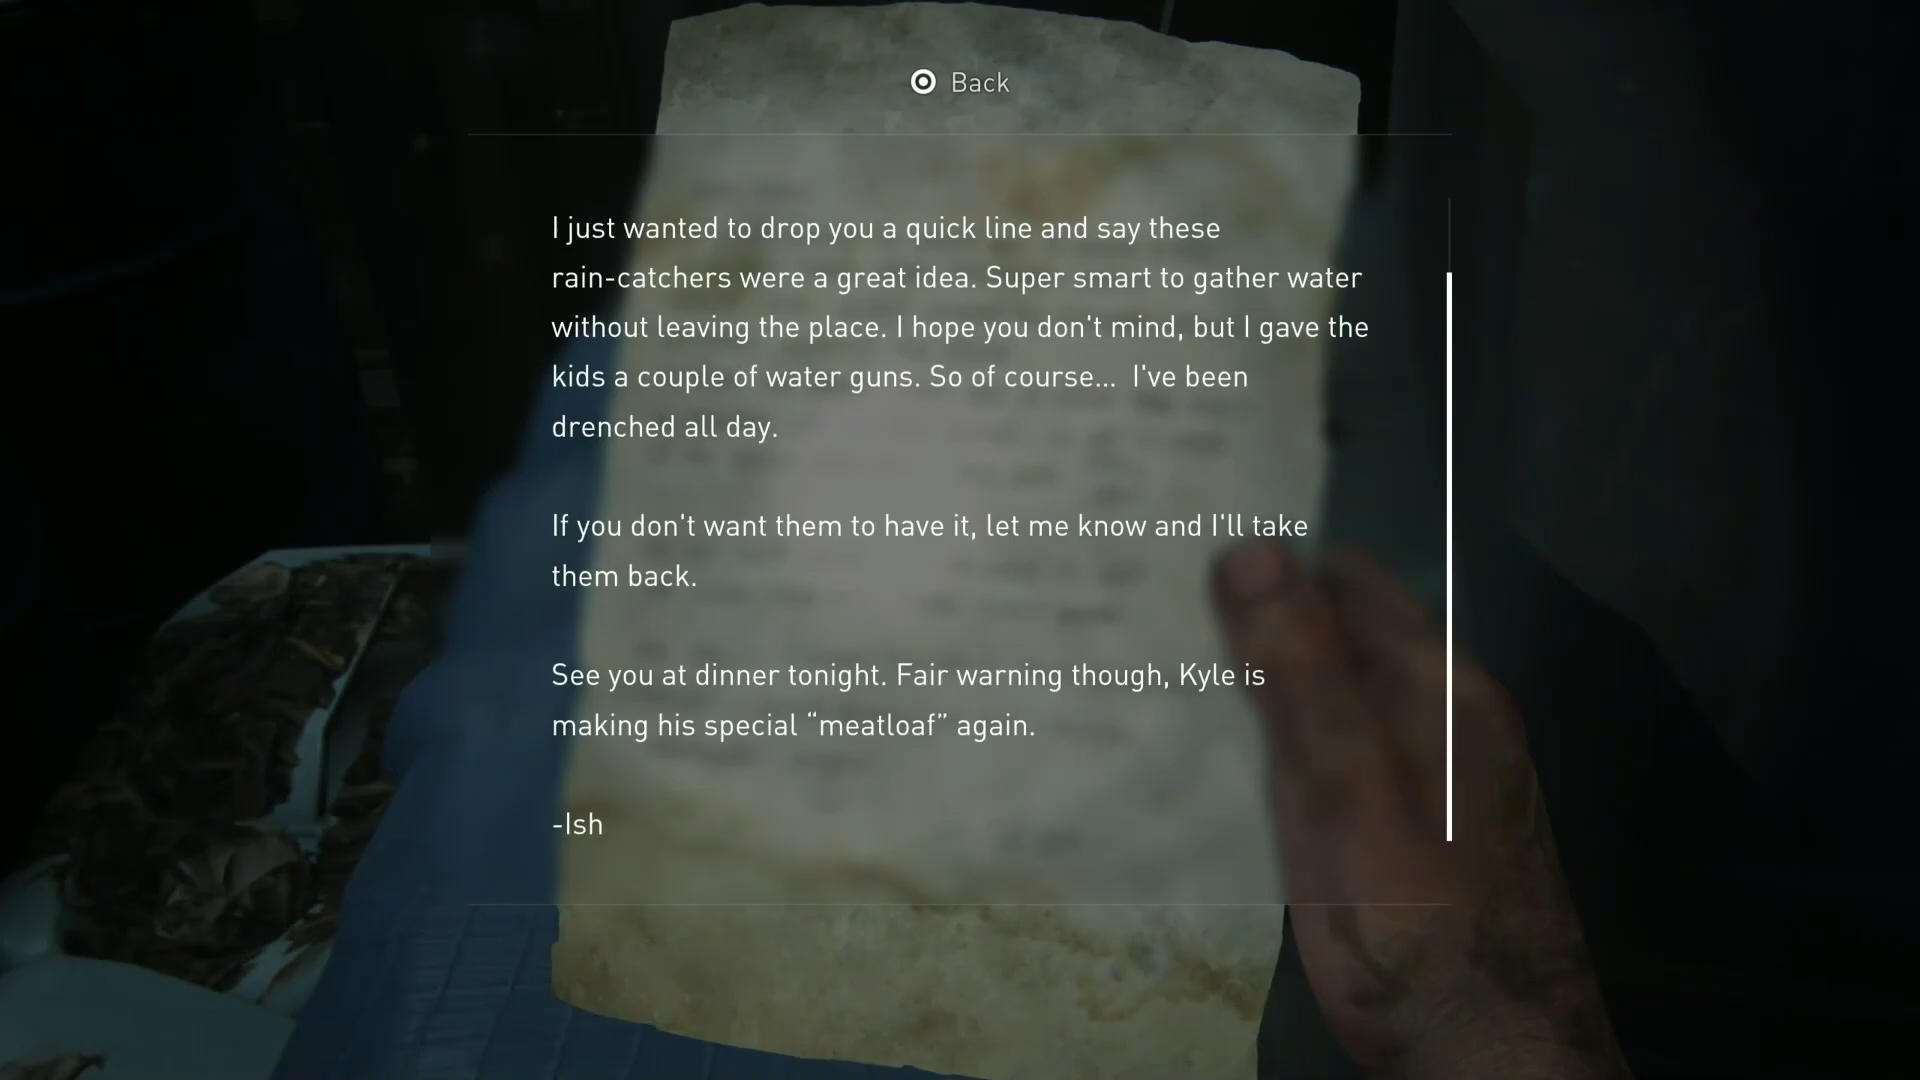 Back
I just wanted to drop you a quick line and say these
rain-catchers were a great idea. Super smart to gather water
without leaving the place. I hope you don't mind, but I gave the
kids a couple of water guns. So of course...  I've been
drenched all day.
If you don't want them to have it, let me know and I'll take
them back.
See you at dinner tonight. Fair warning though, Kyle is
making his special “meatloaf” again.
-Ish